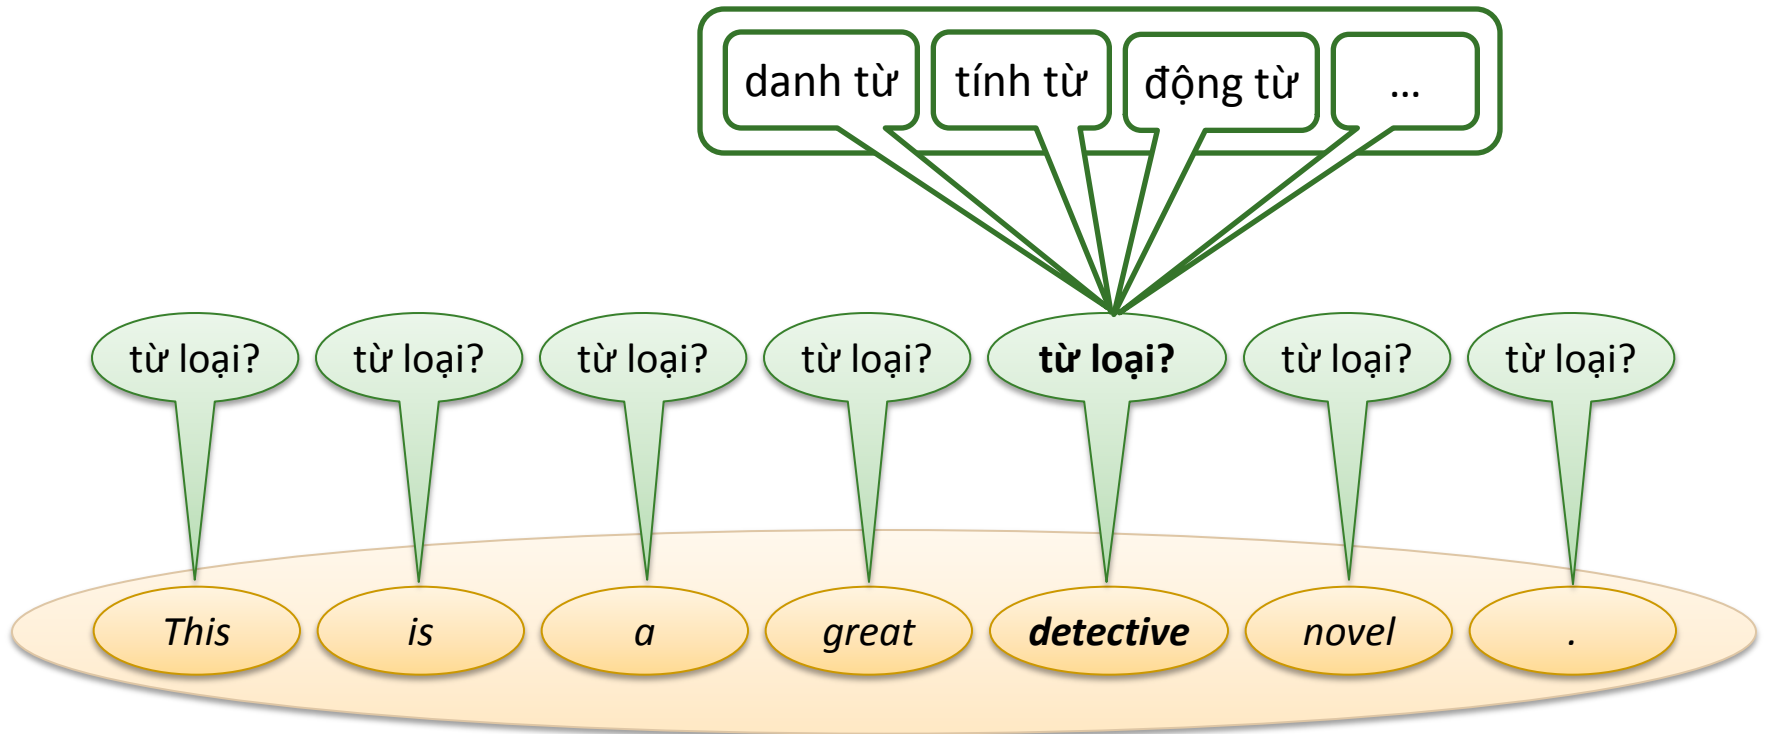 danh từ tính từ động từ ...
từ loại? từ loại? từ loại? từ loại? từ loại? từ loại? từ loại?
This is a great detective novel .